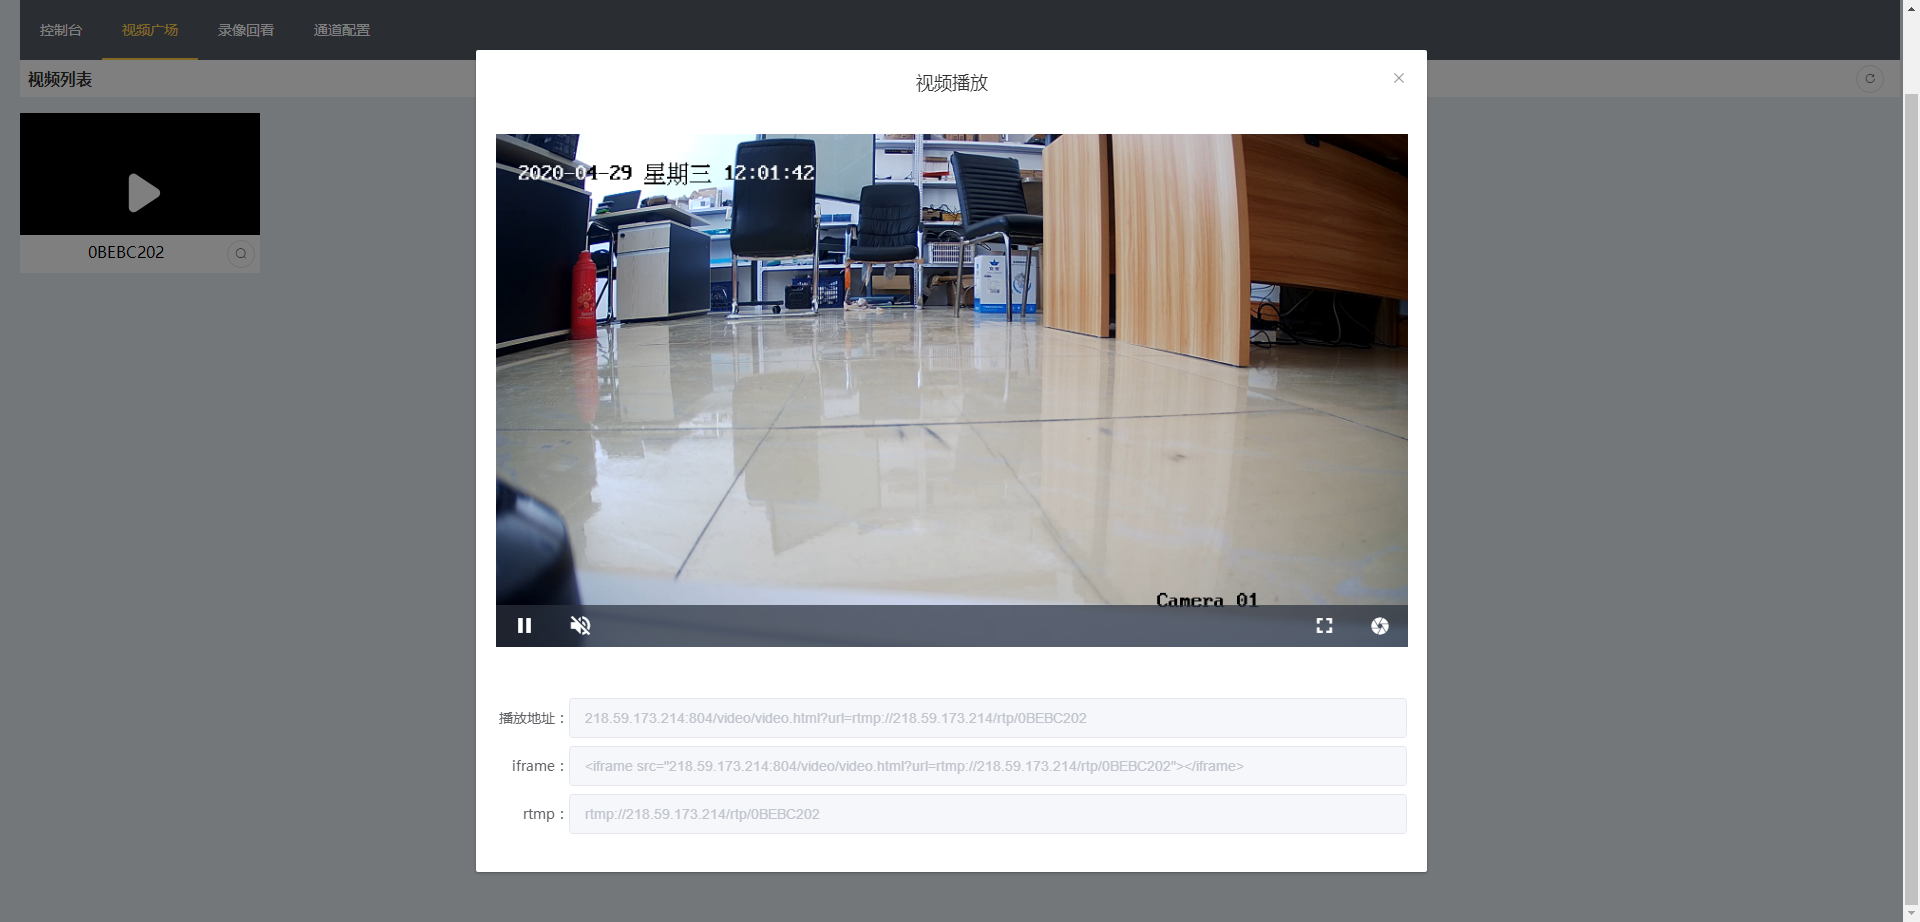 控制台 视频广场 录像回看 通道配置
视频列表
0BEBC202
视频播放
2020-04-29 星期三 12:01:42
Camera 01
播放地址： 218.59.173.214:804/video/video.html?url=rtmp://218.59.173.214/rtp/0BEBC202
iframe： <iframe src="218.59.173.214:804/video/video.html?url=rtmp://218.59.173.214/rtp/0BEBC202"></iframe>
rtmp： rtmp://218.59.173.214/rtp/0BEBC202